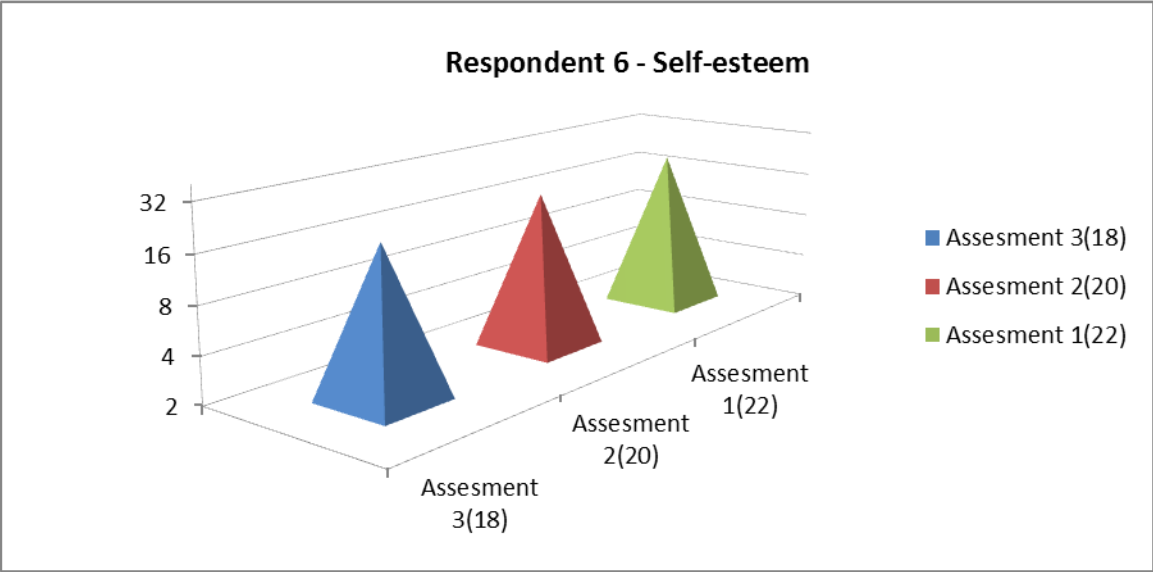 Respondent 6 - Self-esteem
32
16
8
4
2
Assesment
3(18)
Assesment
2(20)
Assesment
1(22)
Assesment 3(18)
Assesment 2(20)
Assesment 1(22)